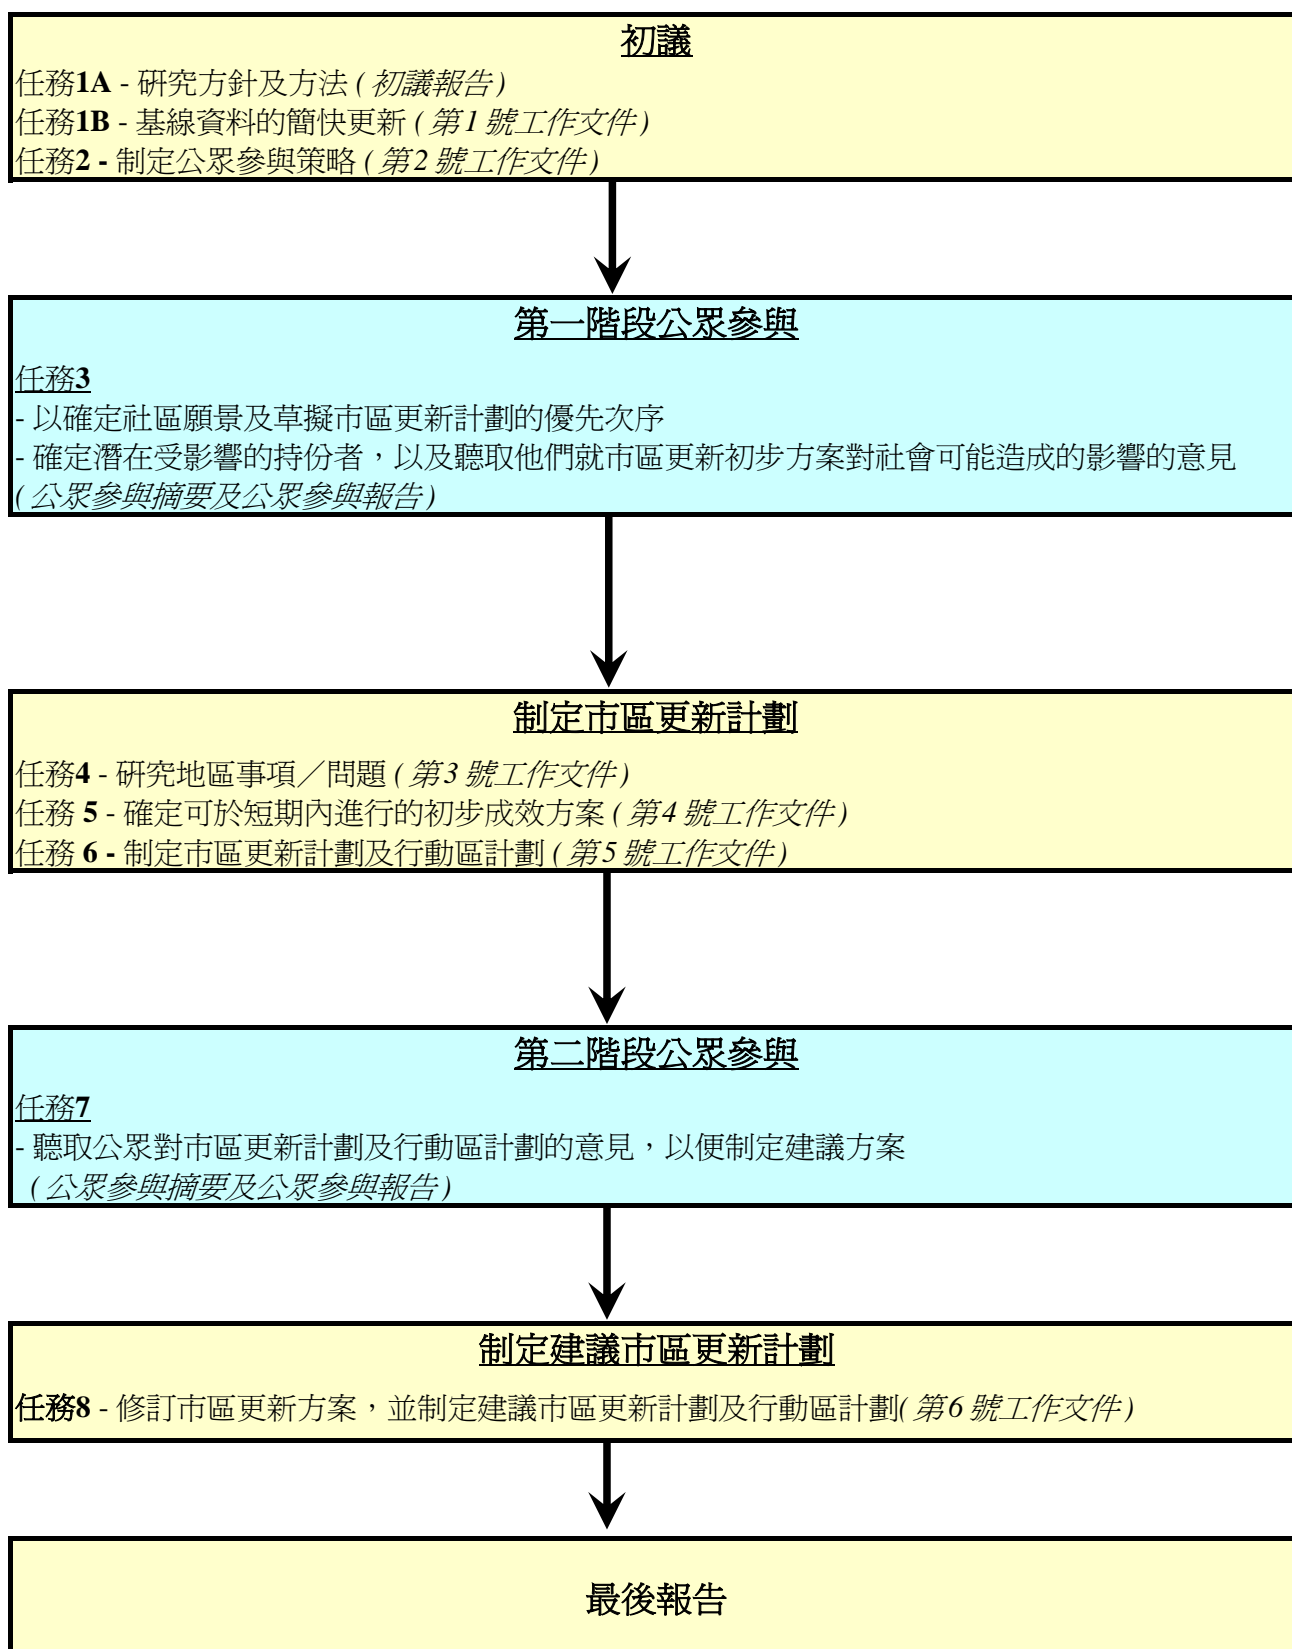 初議
任務1A - 研究方針及方法 (初議報告)
任務1B - 基線資料的簡快更新 (第1號工作文件)
任務2 - 制定公眾參與策略 (第2號工作文件)
第一階段公眾參與
任務3
- 以確定社區願景及草擬市區更新計劃的優先次序
- 確定潛在受影響的持份者，以及聽取他們就市區更新初步方案對社會可能造成的影響的意見
(公眾參與摘要及公眾參與報告)
制定市區更新計劃
任務4 - 研究地區事項／問題 (第3號工作文件)
任務 5 - 確定可於短期內進行的初步成效方案 (第4號工作文件)
任務 6 - 制定市區更新計劃及行動區計劃 (第5號工作文件)
第二階段公眾參與
任務7
- 聽取公眾對市區更新計劃及行動區計劃的意見，以便制定建議方案
(公眾參與摘要及公眾參與報告)
制定建議市區更新計劃
任務8 - 修訂市區更新方案，並制定建議市區更新計劃及行動區計劃(第6號工作文件)
最後報告